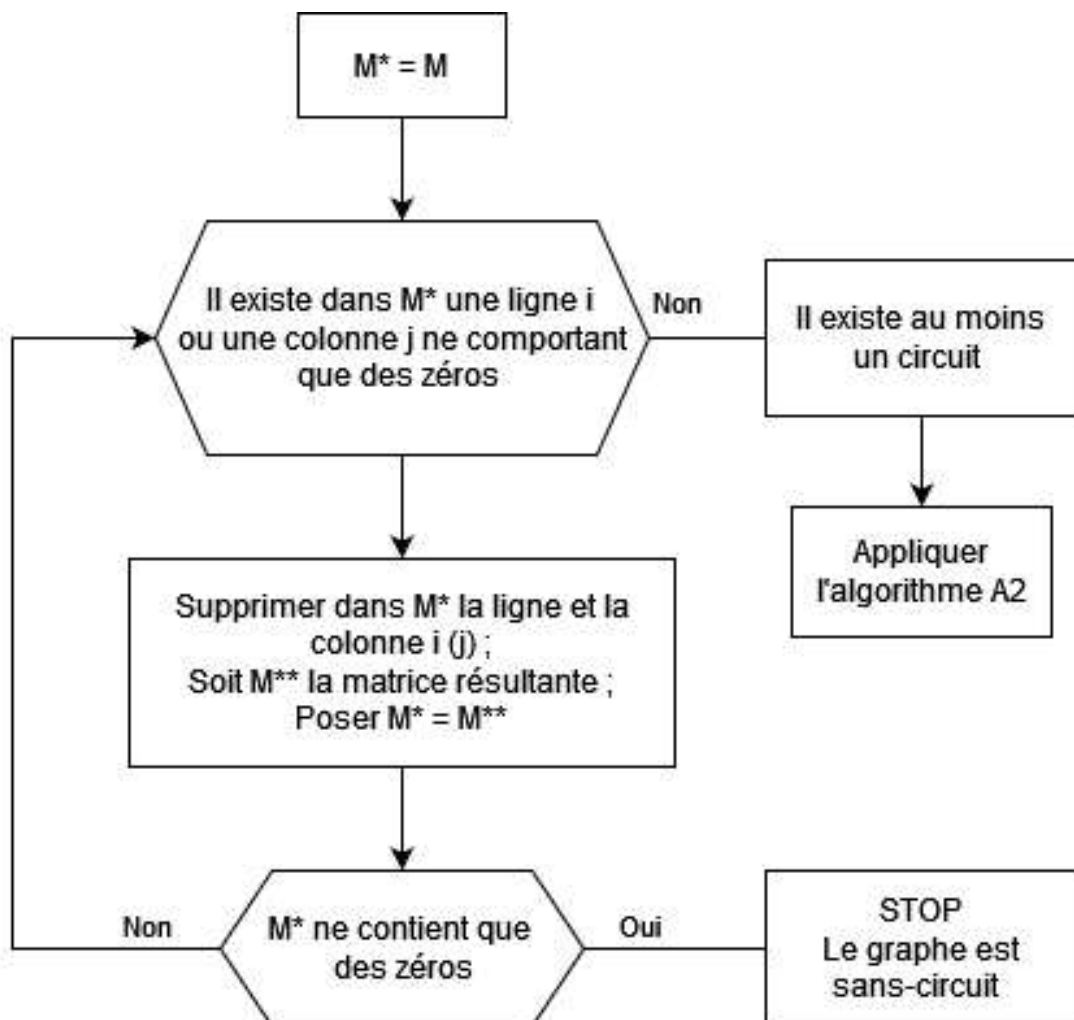 M* = M
Il existe dans M* une ligne i
ou une colonne j ne comportant
que des zéros
Non
Il existe au moins
un circuit
Appliquer
l'algorithme A2
Supprimer dans M* la ligne et la
colonne i (j) ;
Soit M** la matrice résultante ;
Poser M* = M**
Non
M* ne contient que
des zéros
Oui
STOP
Le graphe est
sans-circuit